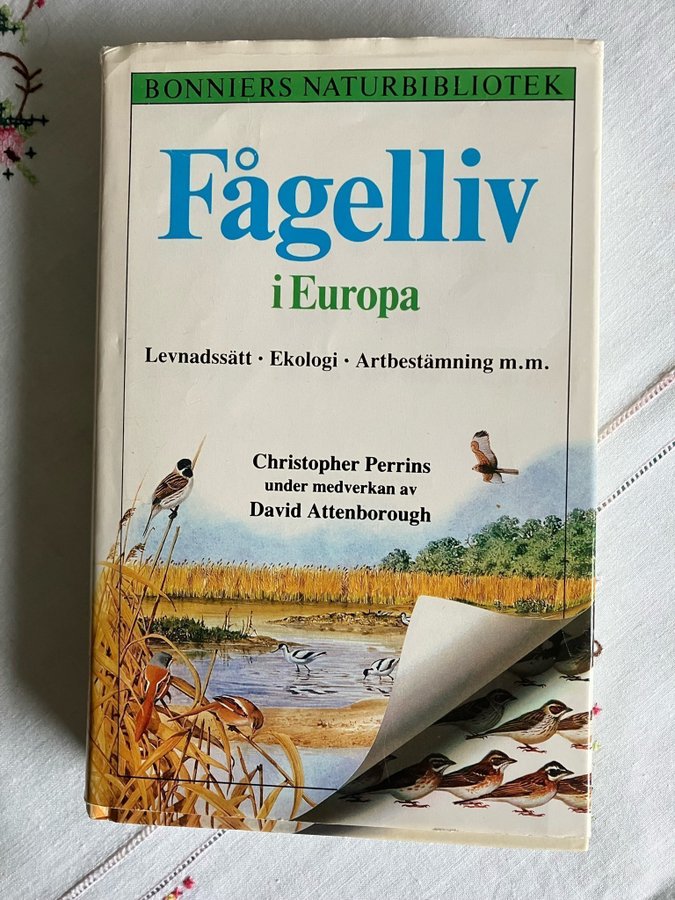 BONNIERS NATURBIBLIOTEK
Fågelliv
i Europa
Levnadssätt · Ekologi · Artbestämning m.m.
Christopher Perrins
under medverkan av
David Attenborough